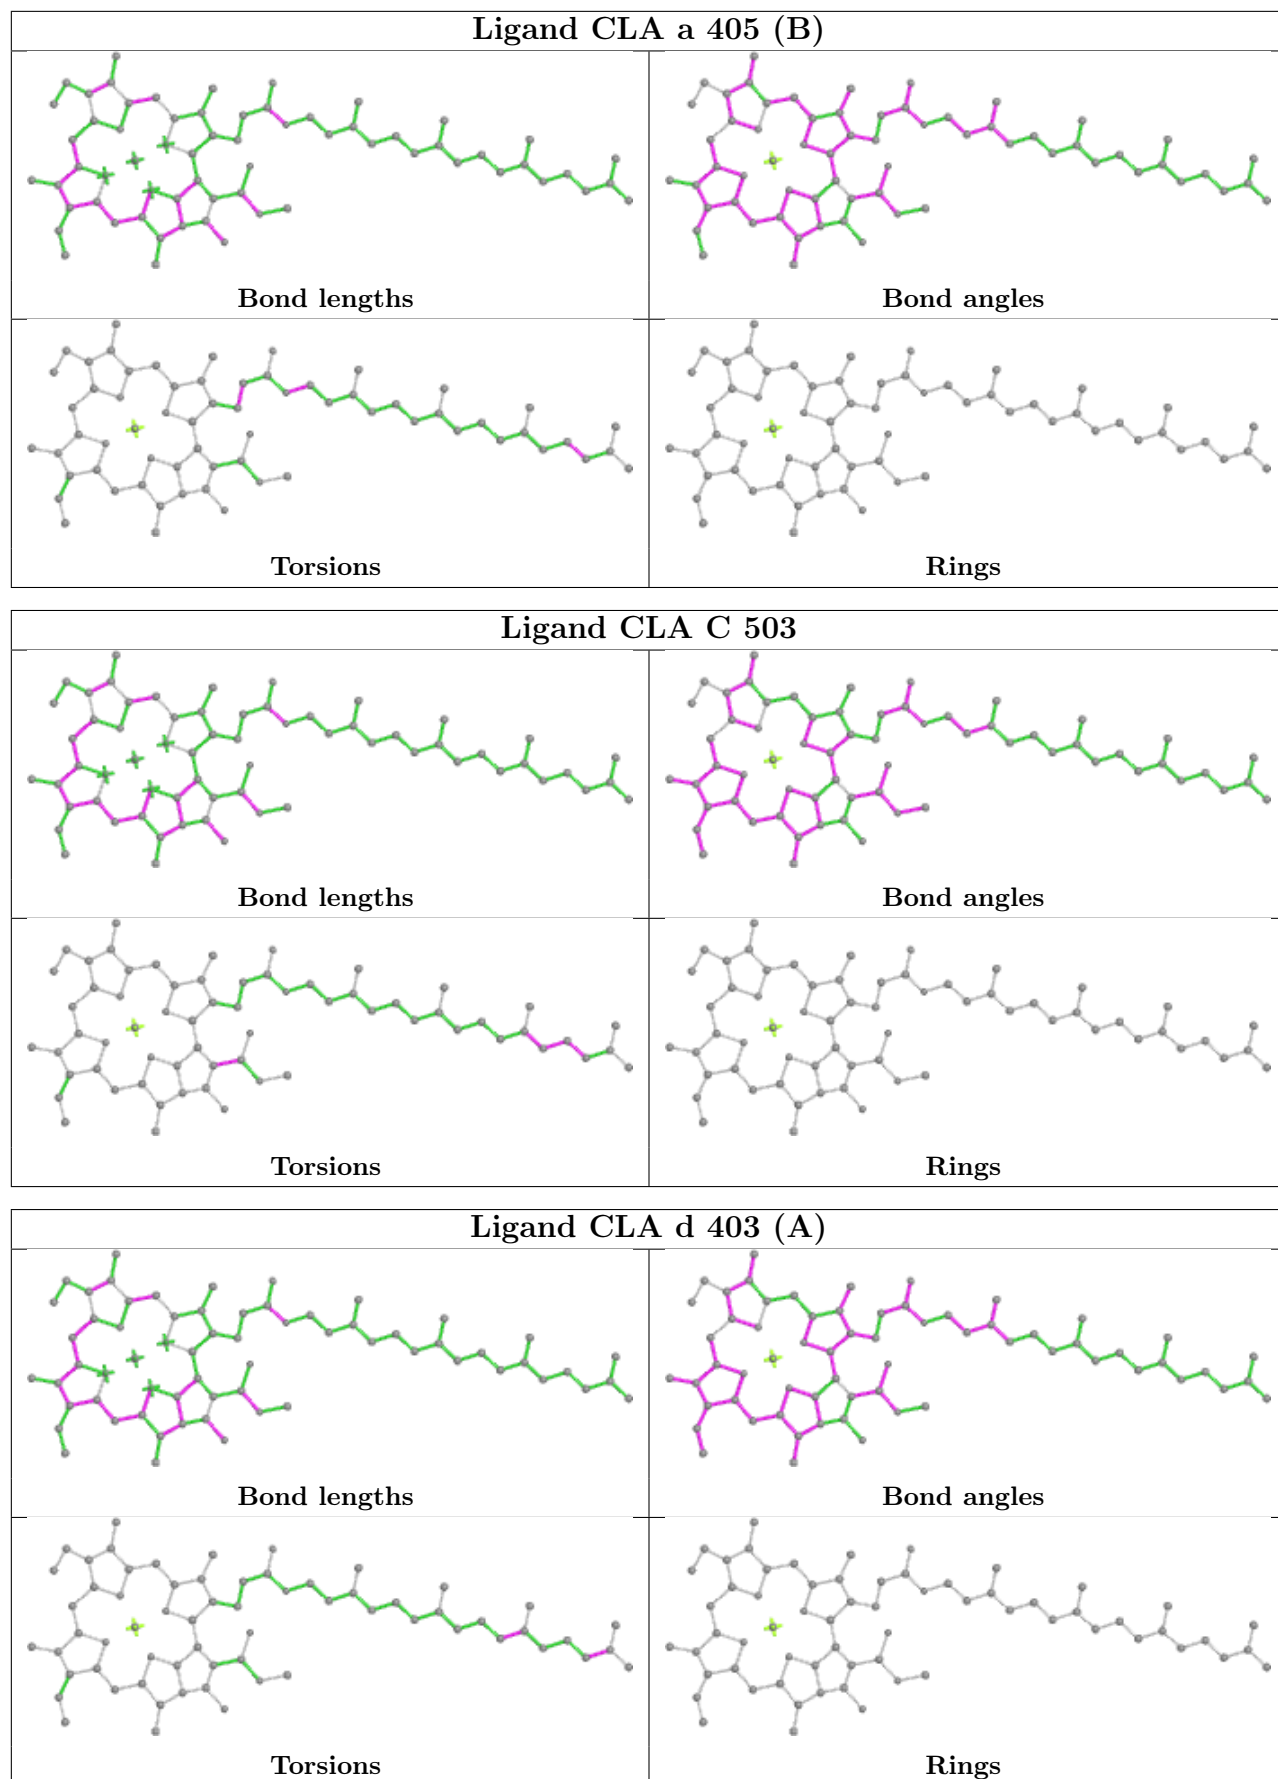 Ligand CLA a 405 (B)
Bond lengths
Bond angles
Torsions
Rings
Ligand CLA C 503
Bond lengths
Bond angles
Torsions
Rings
Ligand CLA d 403 (A)
Bond lengths
Bond angles
Torsions
Rings